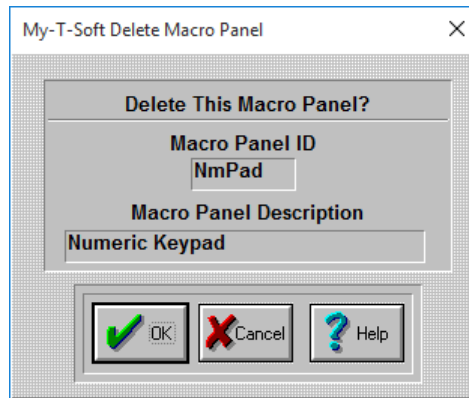 My-T-Soft Delete Macro Panel
Delete This Macro Panel?
Macro Panel ID
NmPad
Macro Panel Description
Numeric Keypad
OK Cancel Help